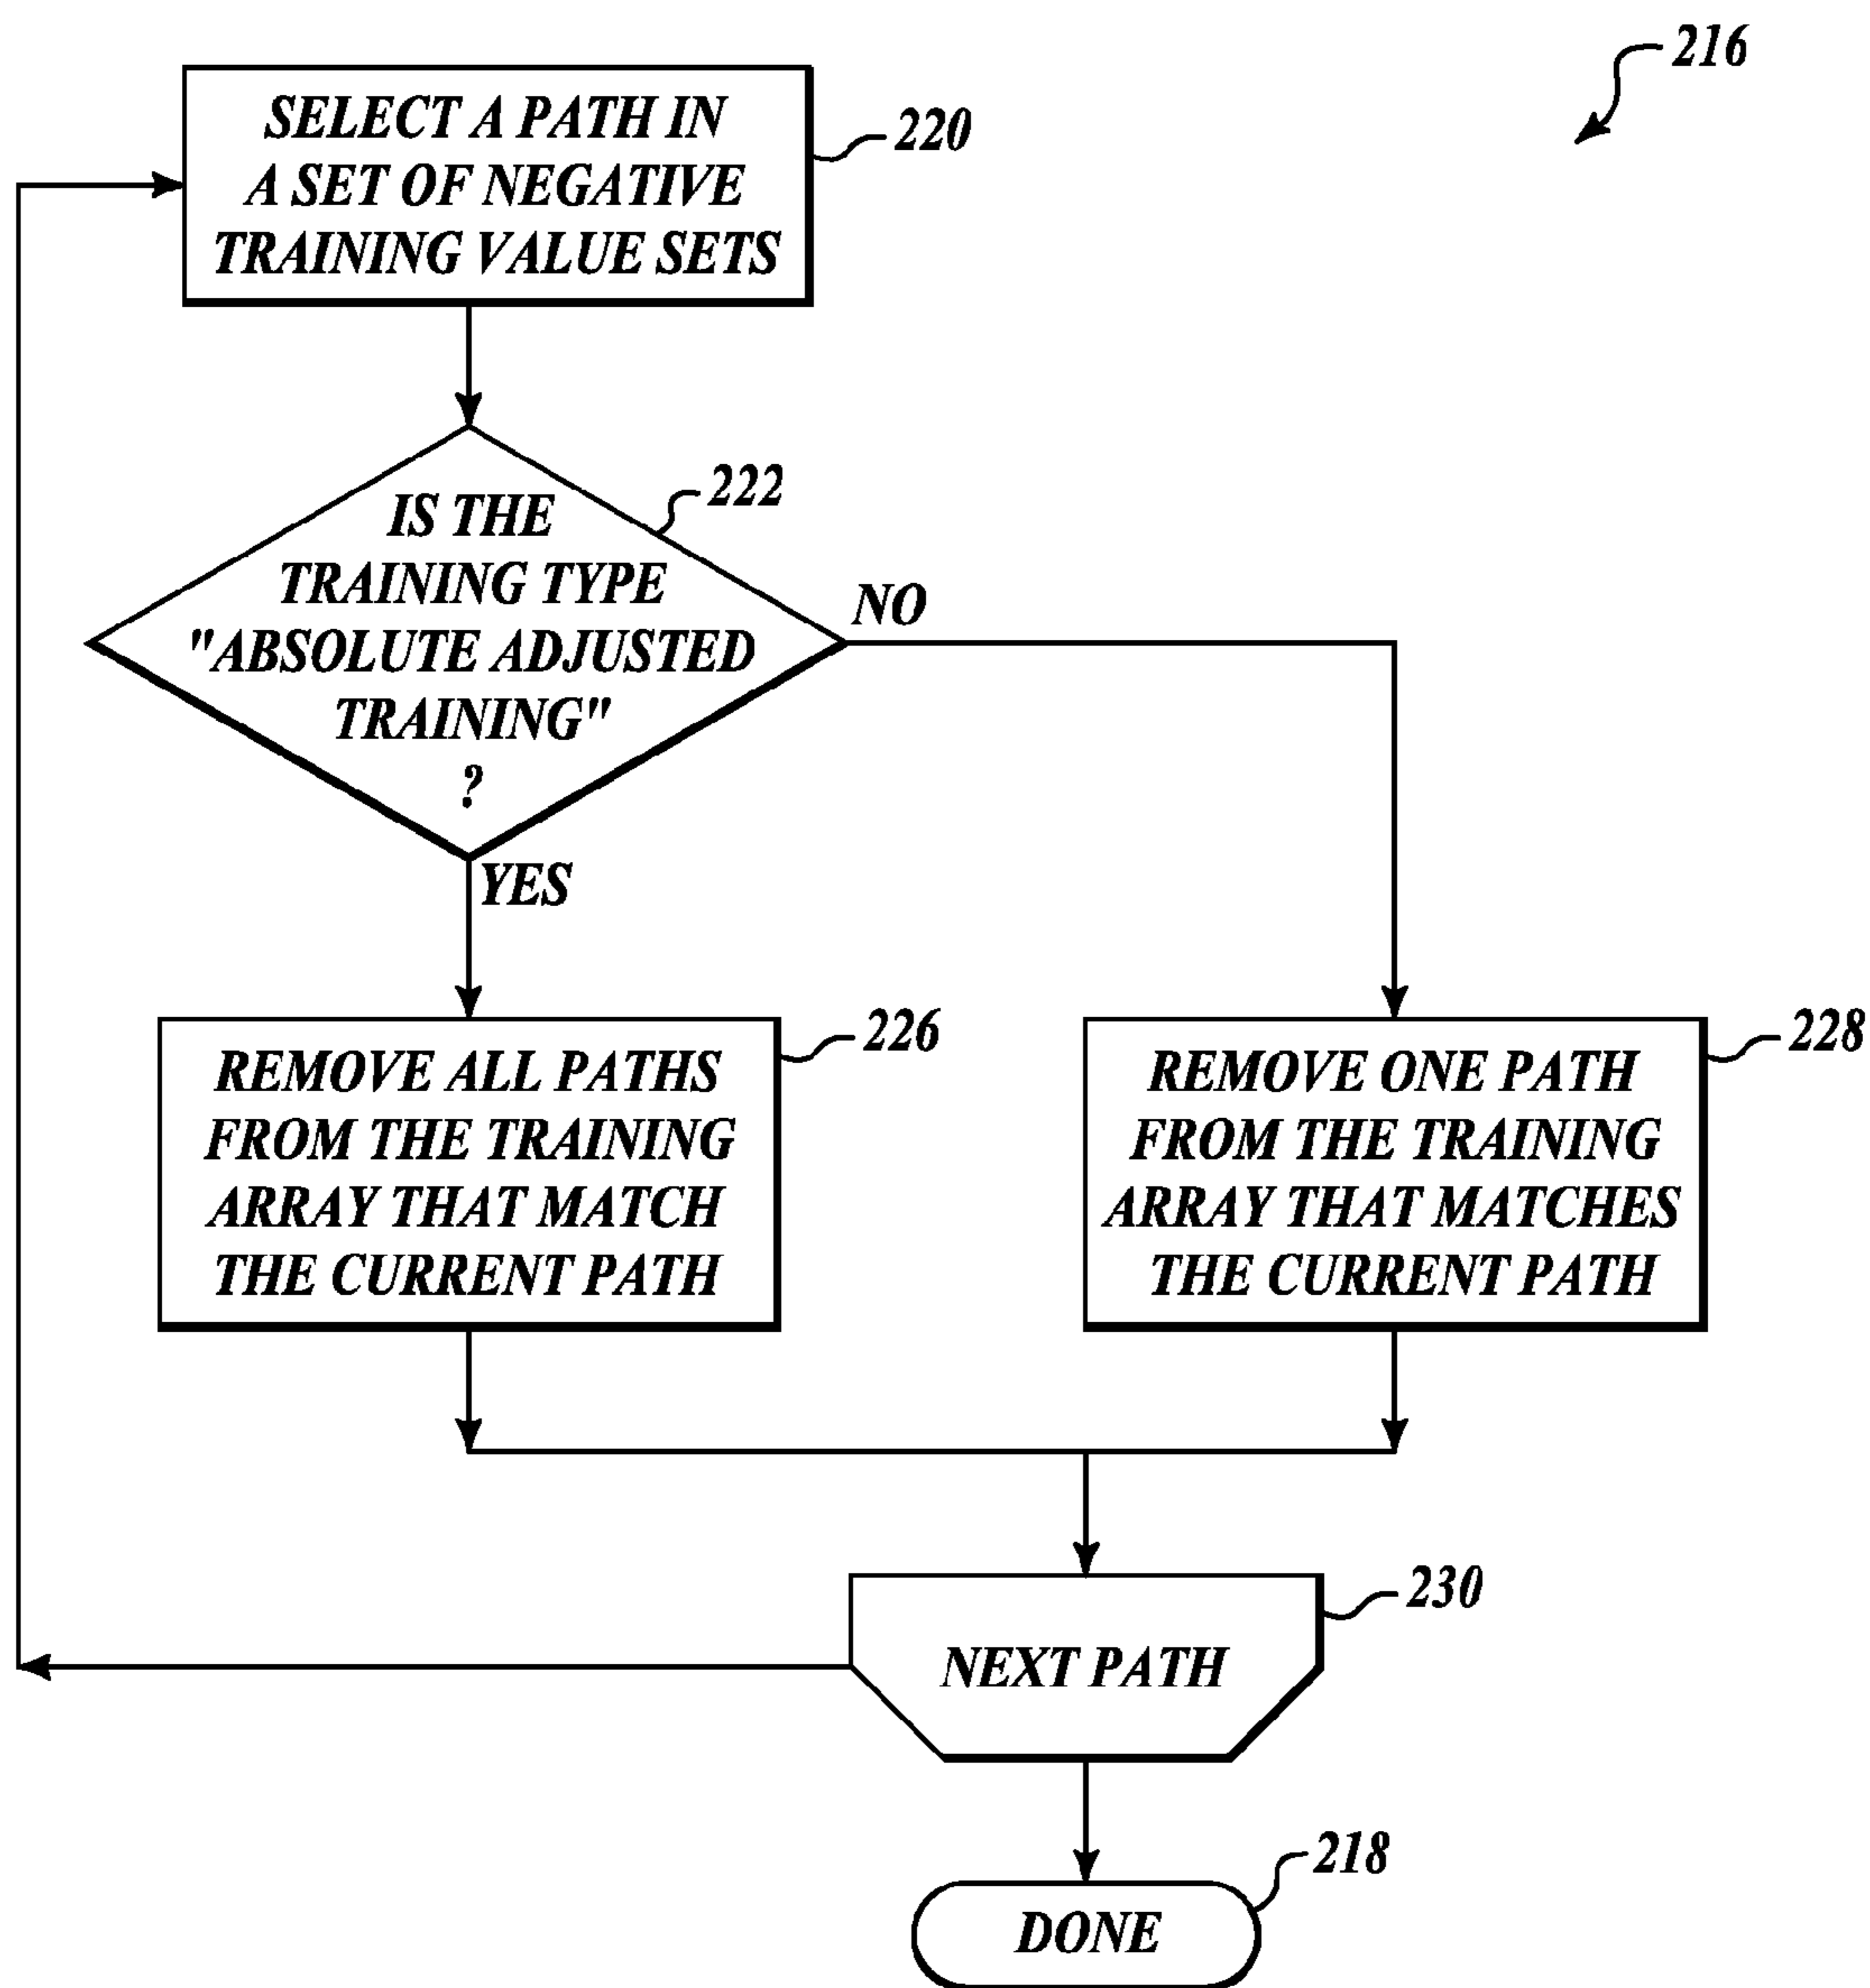 216
SELECT A PATH IN
A SET OF NEGATIVE
TRAINING VALUE SETS
220
IS THE
TRAINING TYPE
"ABSOLUTE ADJUSTED
TRAINING"
?
222
NO
YES
REMOVE ALL PATHS
FROM THE TRAINING
ARRAY THAT MATCH
THE CURRENT PATH
226
REMOVE ONE PATH
FROM THE TRAINING
ARRAY THAT MATCHES
THE CURRENT PATH
228
NEXT PATH
230
DONE
218